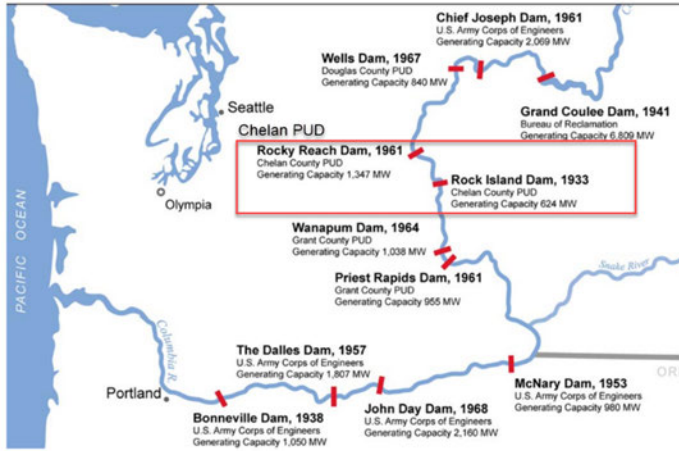 Chief Joseph Dam, 1961
U.S. Army Corps of Engineers
Generating Capacity 2,069 MW
Wells Dam, 1967
Douglas County PUD
Generating Capacity 840 MW
Grand Coulee Dam, 1941
Bureau of Reclamation
Generating Capacity 6,809 MW
Seattle
Chelan PUD
Rocky Reach Dam, 1961
Chelan County PUD
Generating Capacity 1,347 MW
Rock Island Dam, 1933
Chelan County PUD
Generating Capacity 624 MW
Olympia
Wanapum Dam, 1964
Grant County PUD
Generating Capacity 1,038 MW
Priest Rapids Dam, 1961
Grant County PUD
Generating Capacity 955 MW
Snake River
PACIFIC OCEAN
Columbia R.
The Dalles Dam, 1957
U.S. Army Corps of Engineers
Generating Capacity 1,807 MW
ORE
Portland
McNary Dam, 1953
U.S. Army Corps of Engineers
Generating Capacity 980 MW
Bonneville Dam, 1938
U.S. Army Corps of Engineers
Generating Capacity 1,050 MW
John Day Dam, 1968
U.S. Army Corps of Engineers
Generating Capacity 2,160 MW